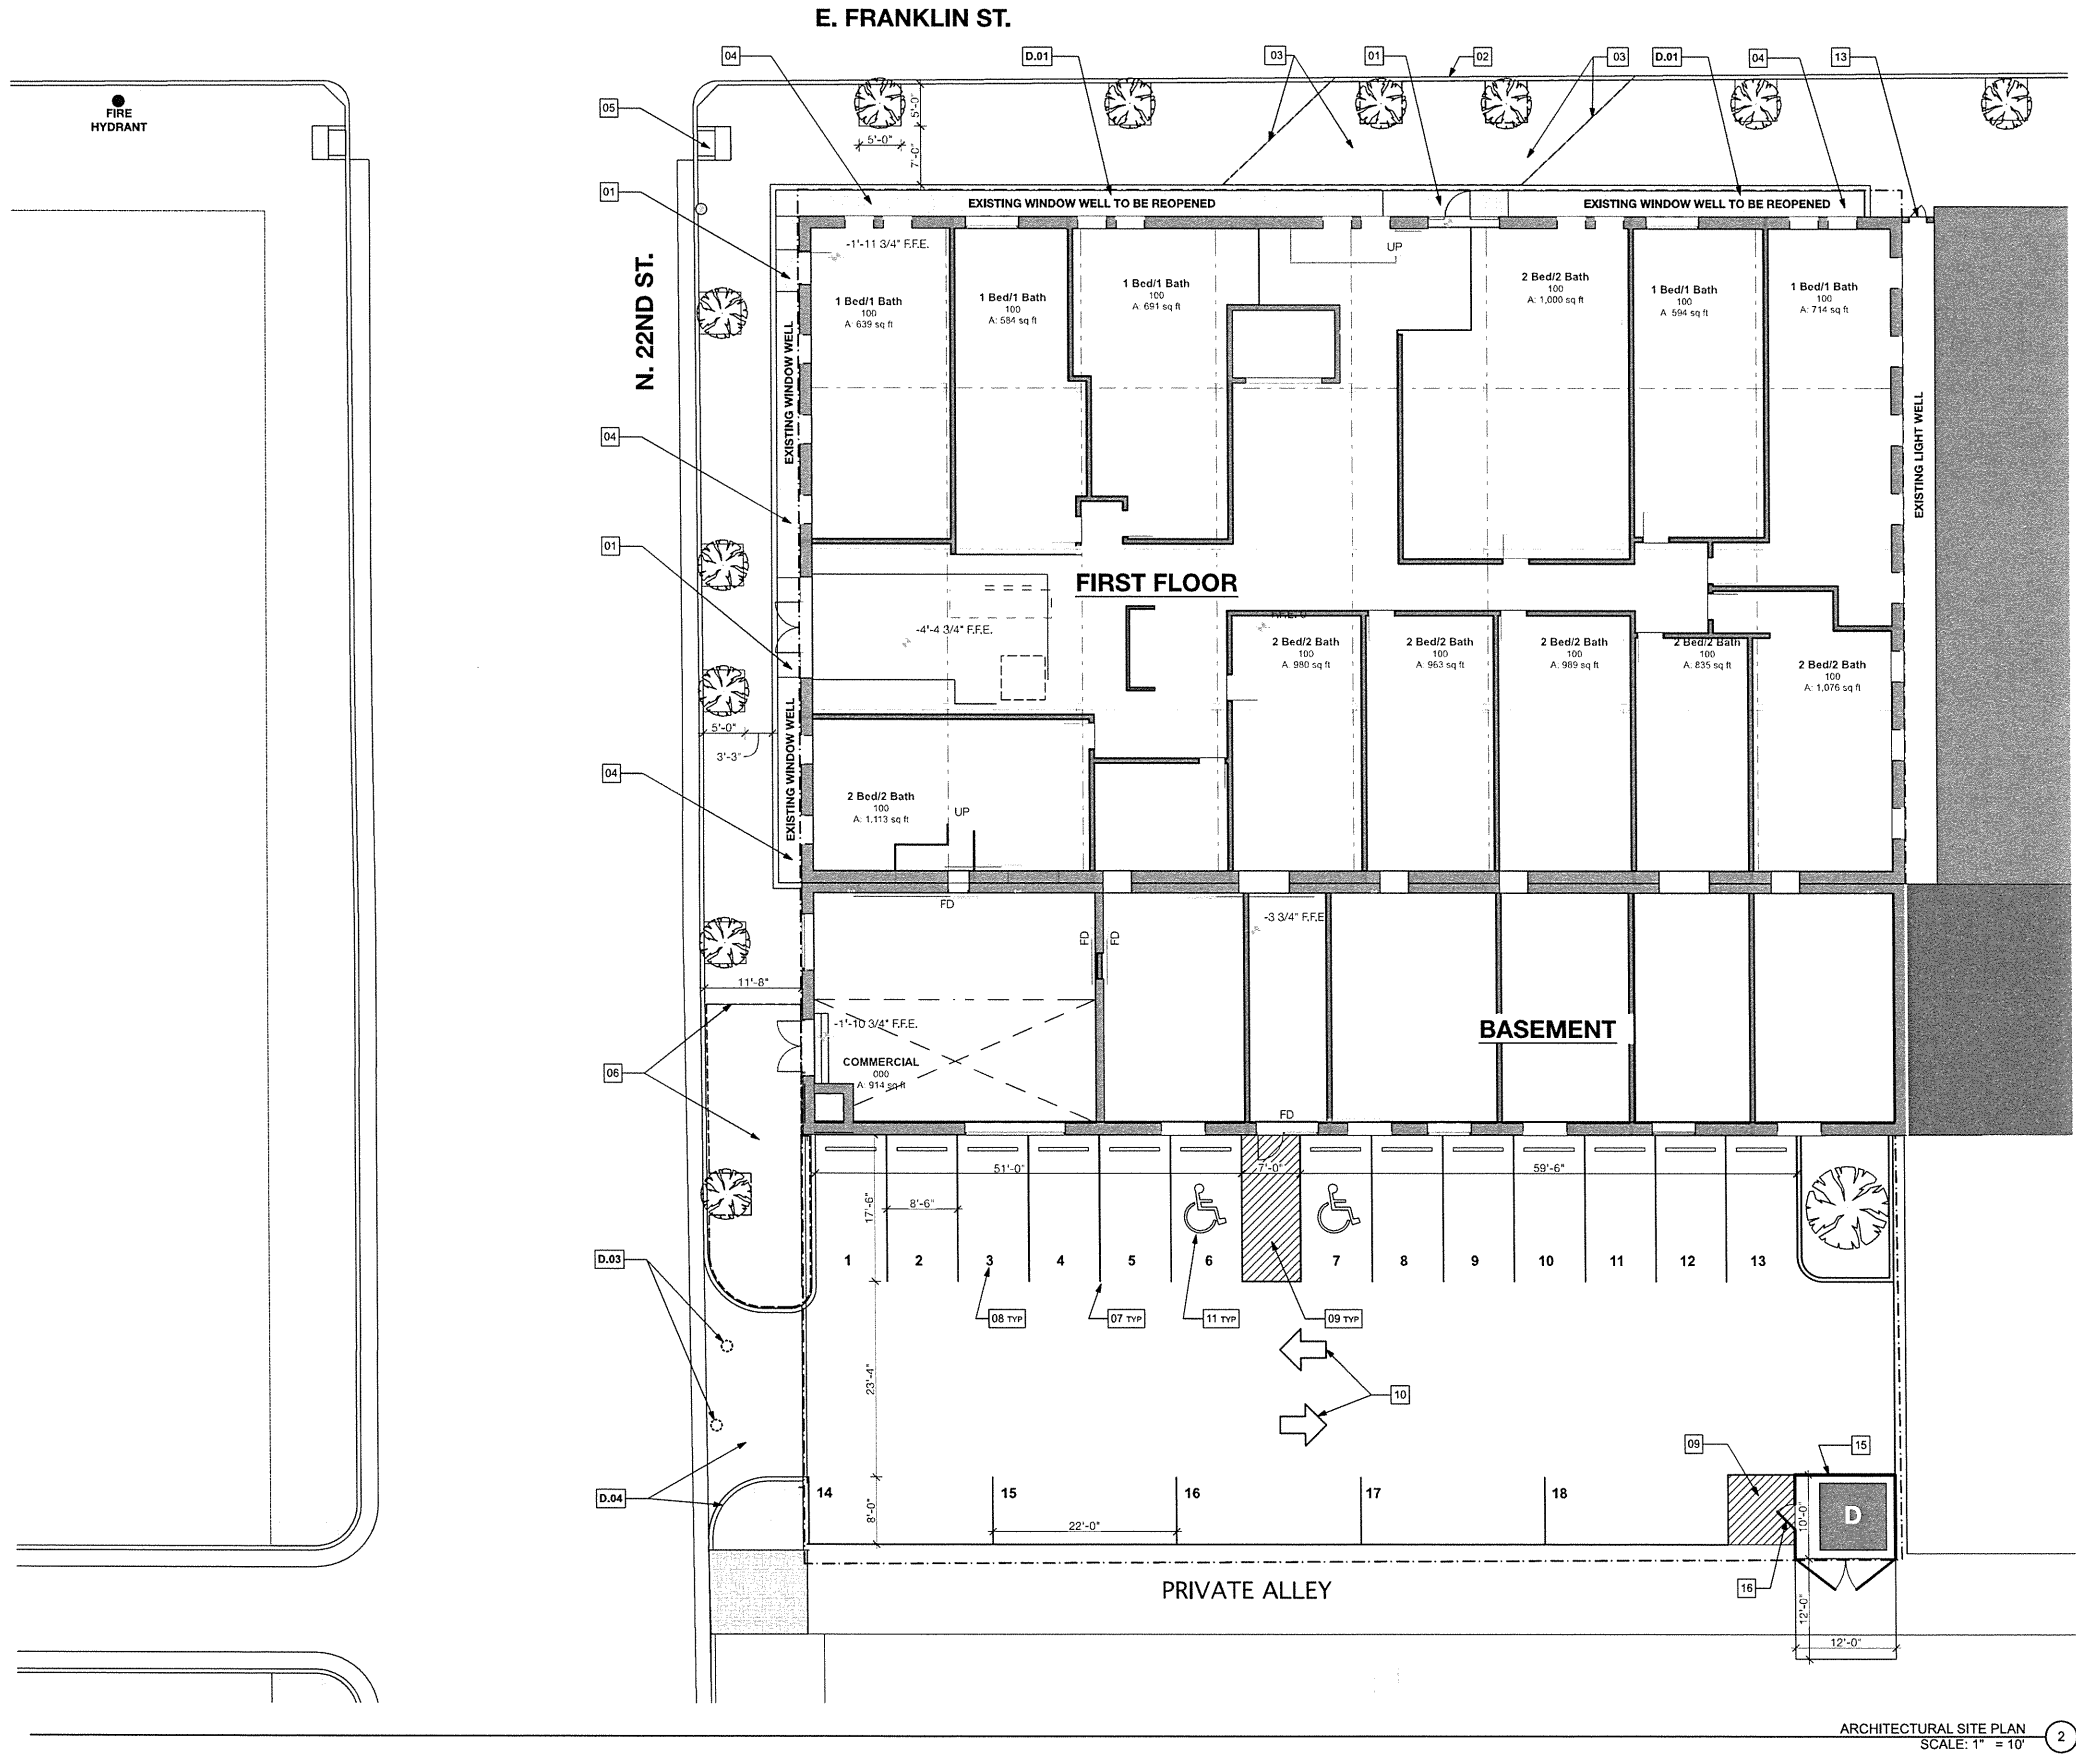 E. FRANKLIN ST.
04
D.01
03
01
02
03
D.01
04
13
FIRE
HYDRANT
05
5'-0"
5'-0"
7'-0"
01
EXISTING WINDOW WELL TO BE REOPENED
EXISTING WINDOW WELL TO BE REOPENED
N. 22ND ST.
-1'-11 3/4" F.F.E.
UP
1 Bed/1 Bath
100
A: 639 sq ft
1 Bed/1 Bath
100
A: 584 sq ft
1 Bed/1 Bath
100
A: 691 sq ft
2 Bed/2 Bath
100
A: 1,000 sq ft
1 Bed/1 Bath
100
A: 594 sq ft
1 Bed/1 Bath
100
A: 714 sq ft
EXISTING WINDOW WELL
EXISTING LIGHT WELL
04
01
FIRST FLOOR
-4'-4 3/4" F.F.E.
2 Bed/2 Bath
100
A: 980 sq ft
2 Bed/2 Bath
100
A: 963 sq ft
2 Bed/2 Bath
100
A: 989 sq ft
2 Bed/2 Bath
100
A: 835 sq ft
2 Bed/2 Bath
100
A: 1,076 sq ft
5'-0"
3'-3"
EXISTING WINDOW WELL
04
2 Bed/2 Bath
100
A: 1,113 sq ft
UP
FD
FD
FD
-3 3/4" F.F.E
11'-8"
-1'-10 3/4" F.F.E.
COMMERCIAL
000
A: 914 sq ft
BASEMENT
06
FD
51'-0"
7'-0"
59'-6"
17'-6"
8'-6"
1
2
3
4
5
6
7
8
9
10
11
12
13
D.03
08 TYP
07 TYP
11 TYP
09 TYP
23'-4"
10
09
15
D.04
14
15
16
17
18
8'-0"
22'-0"
10'-0"
D
PRIVATE ALLEY
16
12'-0"
12'-0"
ARCHITECTURAL SITE PLAN
SCALE: 1" = 10'
2